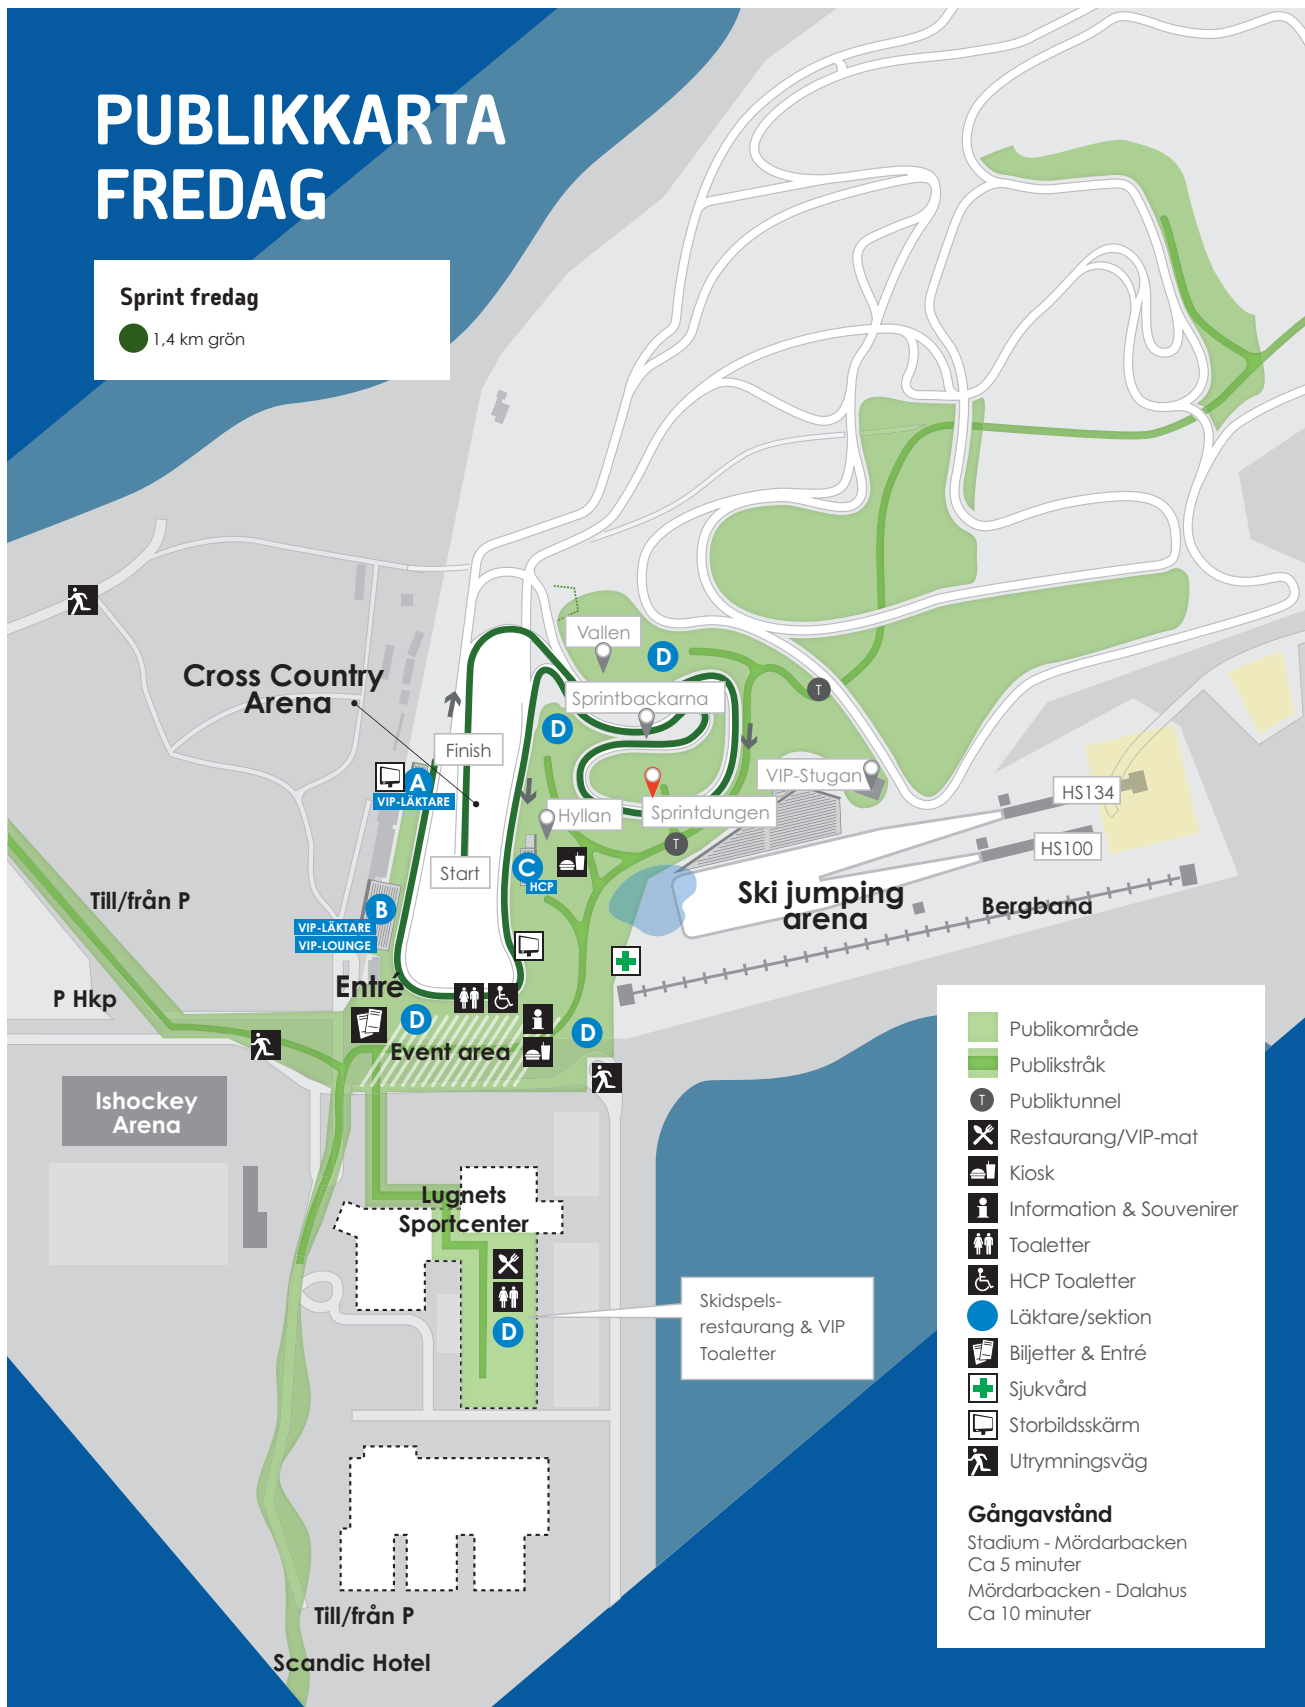 PUBLIKKARTA
FREDAG
Sprint fredag
1,4 km grön
Vallen
D
Cross Country
Arena
Sprintbackarna
T
D
Finish
A
VIP-LÄKTARE
VIP-Stugan
HS134
Hyllan
Sprintdungen
T
HS100
Start
C
HCP
Till/från P
B
VIP-LÄKTARE
VIP-LOUNGE
Ski jumping
arena
Bergbana
Entré
P Hkp
D
D
Event area
Ishockey
Arena
Lugnets
Sportcenter
D
Skidspels-
restaurang & VIP
Toaletter
Till/från P
Scandic Hotel
Publikområde
Publikstråk
T
Publiktunnel
Restaurang/VIP-mat
Kiosk
Information & Souvenirer
Toaletter
HCP Toaletter
Läktare/sektion
Biljetter & Entré
Sjukvård
Storbildsskärm
Utrymningsväg
Gångavstånd
Stadium - Mördarbacken
Ca 5 minuter
Mördarbacken - Dalahus
Ca 10 minuter